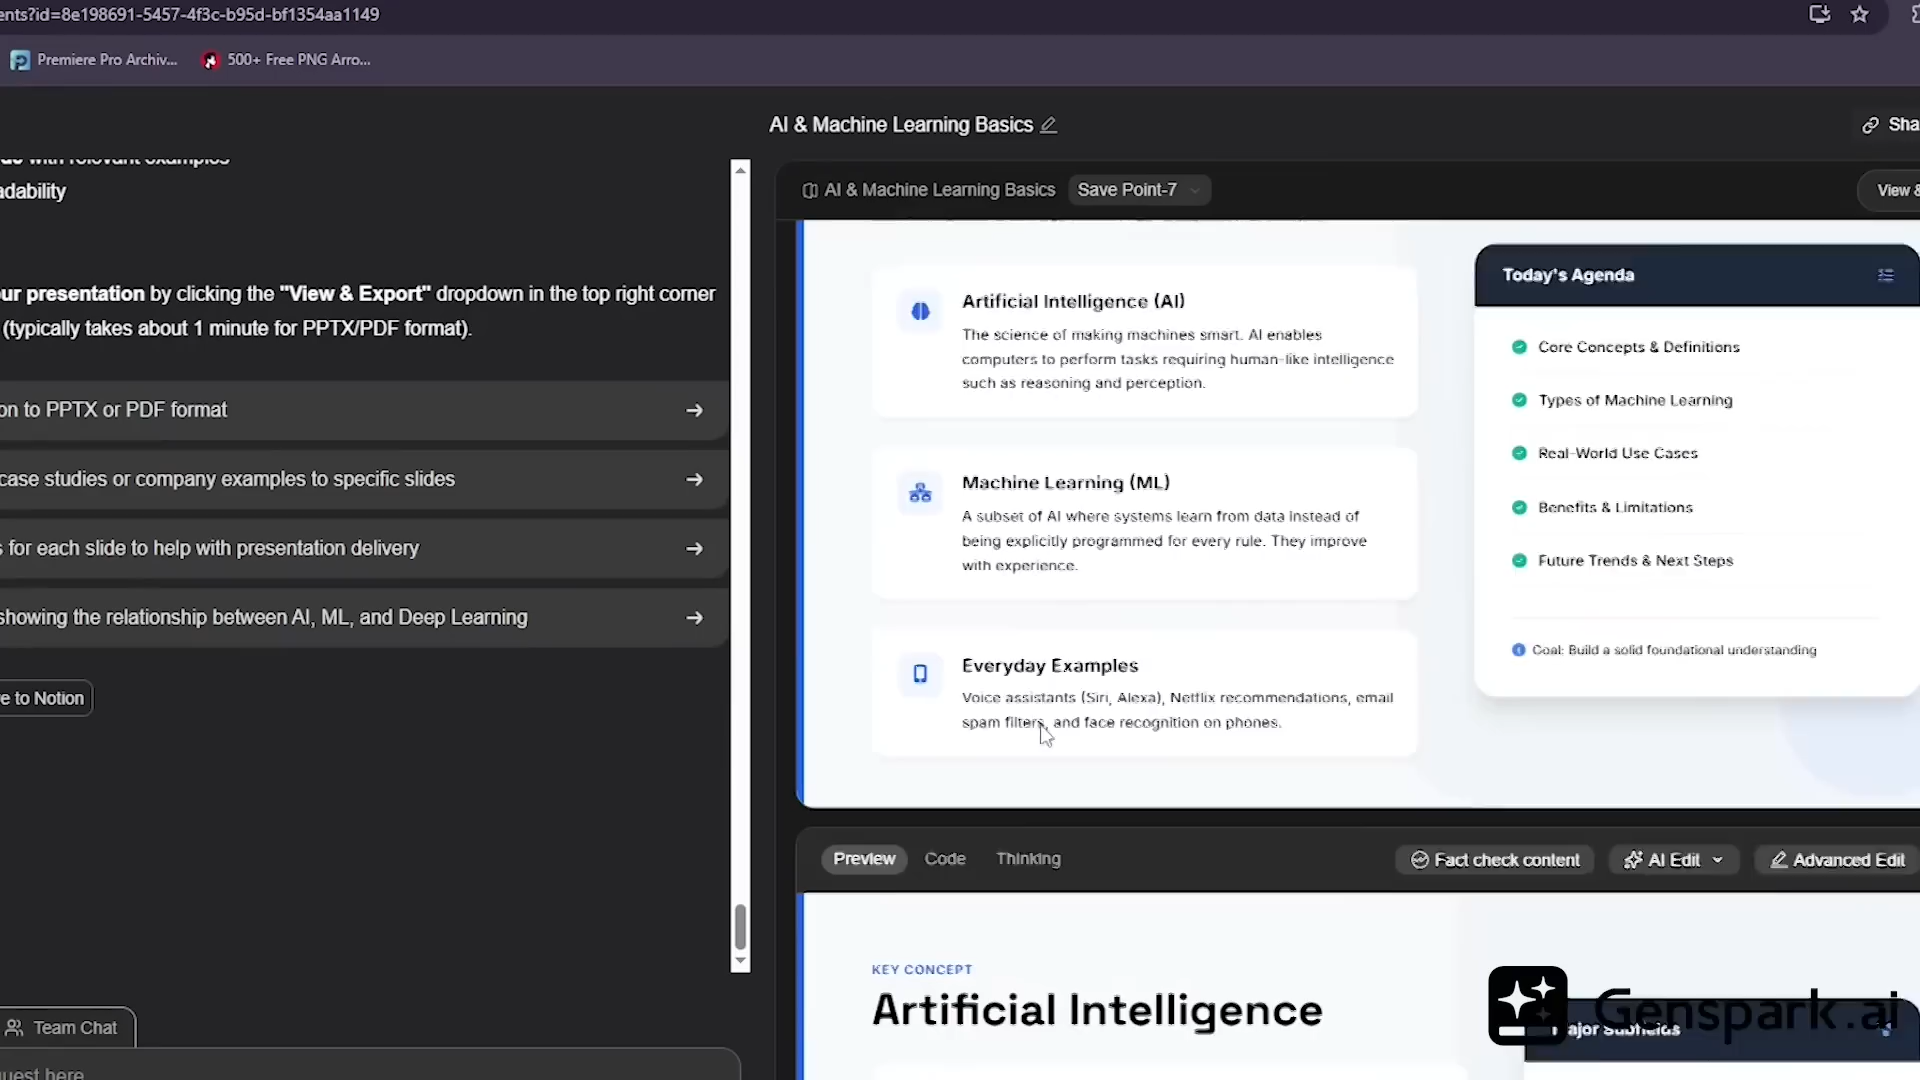 ents?id=8e198691-5457-4f3c-b95d-bf1354aa1149
Premiere Pro Archiv...
500+ Free PNG Arro...
AI & Machine Learning Basics
Sha
with relevant examples
adability
ur presentation by clicking the "View & Export" dropdown in the top right corner
(typically takes about 1 minute for PPTX/PDF format).
on to PPTX or PDF format
case studies or company examples to specific slides
s for each slide to help with presentation delivery
showing the relationship between AI, ML, and Deep Learning
e to Notion
Team Chat
uest here
AI & Machine Learning Basics
Save Point-7
View &
Artificial Intelligence (AI)
The science of making machines smart. AI enables
computers to perform tasks requiring human-like intelligence
such as reasoning and perception.
Machine Learning (ML)
A subset of AI where systems learn from data instead of
being explicitly programmed for every rule. They improve
with experience.
Everyday Examples
Voice assistants (Siri, Alexa), Netflix recommendations, email
spam filters, and face recognition on phones.
Today's Agenda
Core Concepts & Definitions
Types of Machine Learning
Real-World Use Cases
Benefits & Limitations
Future Trends & Next Steps
Goal: Build a solid foundational understanding
Preview
Code
Thinking
Fact check content
AI Edit
Advanced Edit
KEY CONCEPT
Artificial Intelligence
Major Subfields
Genspark.ai